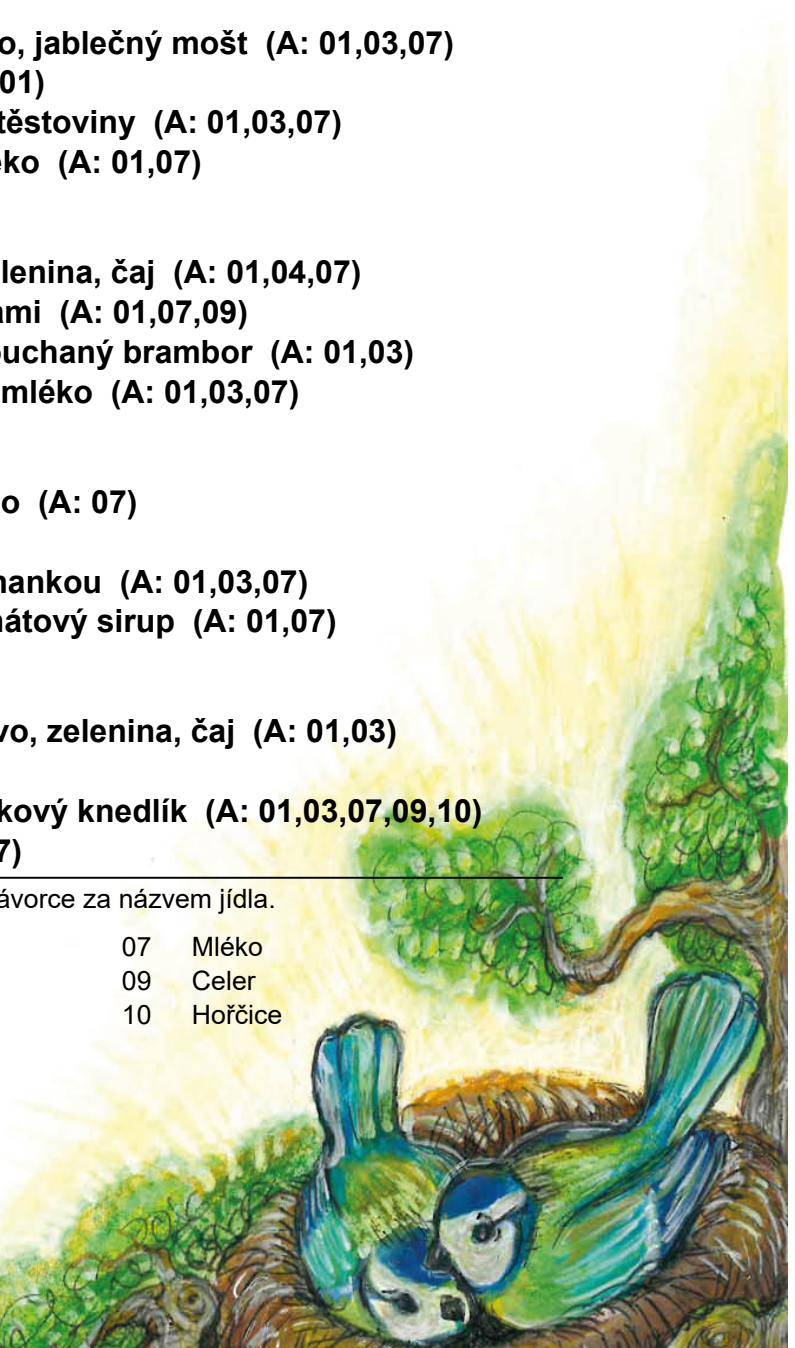 o, jablečný mošt (A: 01,03,07)
01)
těstoviny (A: 01,03,07)
éko (A: 01,07)
lenina, čaj (A: 01,04,07)
ami (A: 01,07,09)
ouchaný brambor (A: 01,03)
mléko (A: 01,03,07)
o (A: 07)
hankou (A: 01,03,07)
nátový sirup (A: 01,07)
vo, zelenina, čaj (A: 01,03)
kový knedlík (A: 01,03,07,09,10)
7)
ávorce za názvem jídla.
07 Mléko
09 Celer
10 Hořčice